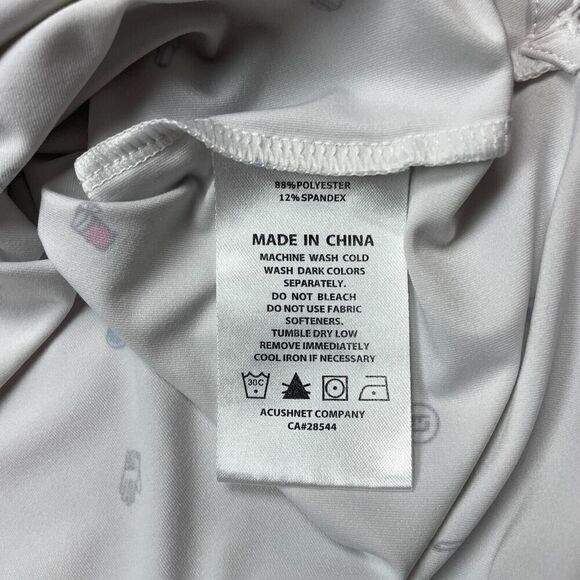 88%POLYESTER
12%SPANDEX
MADE IN CHINA
MACHINE WASH COLD
WASH DARK COLORS
SEPARATELY.
DO NOT BLEACH
DO NOT USE FABRIC
SOFTENERS.
TUMBLE DRY LOW
REMOVE IMMEDIATELY
COOL IRON IF NECESSARY
30C
ACUSHNET COMPANY
CA#28544